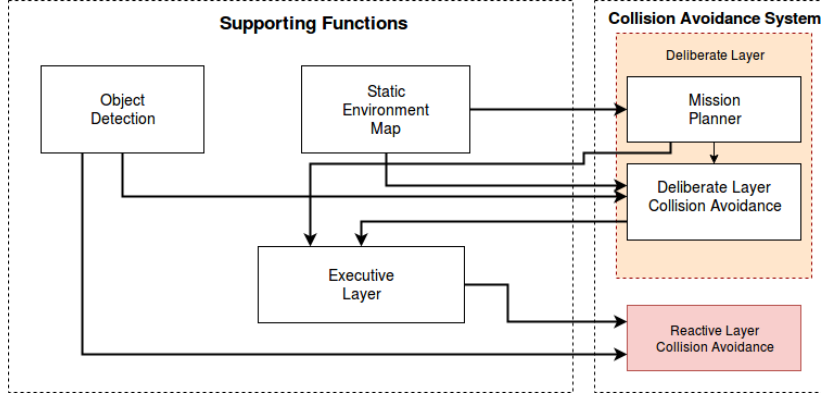 Supporting Functions
Collision Avoidance System
Deliberate Layer
Object
Detection
Static
Environment
Map
Mission
Planner
Deliberate Layer
Collision Avoidance
Executive
Layer
Reactive Layer
Collision Avoidance